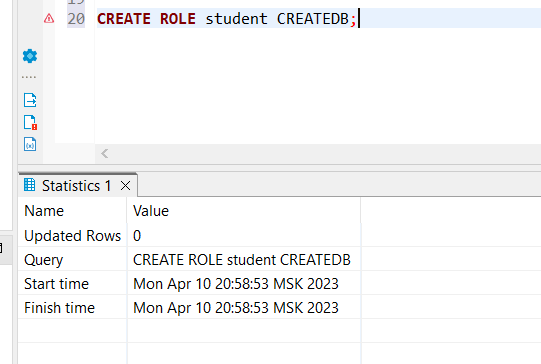 19
20 CREATE ROLE student CREATEDB;
Statistics 1
Name Value
Updated Rows 0
Query CREATE ROLE student CREATEDB
Start time Mon Apr 10 20:58:53 MSK 2023
Finish time Mon Apr 10 20:58:53 MSK 2023